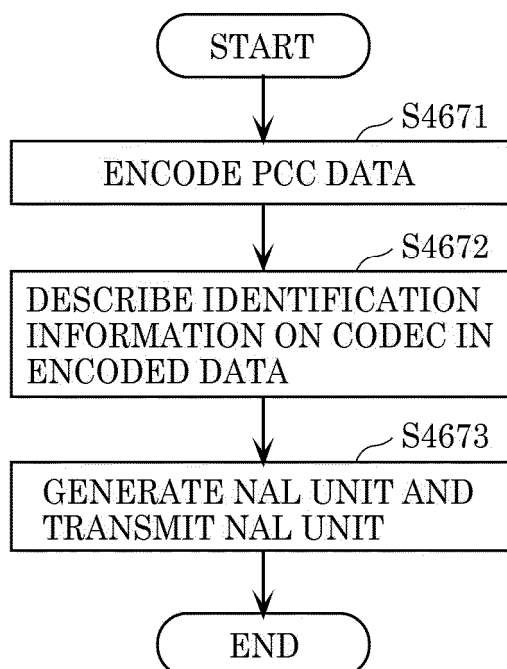 START
S4671
ENCODE PCC DATA
S4672
DESCRIBE IDENTIFICATION
INFORMATION ON CODEC IN
ENCODED DATA
S4673
GENERATE NAL UNIT AND
TRANSMIT NAL UNIT
END